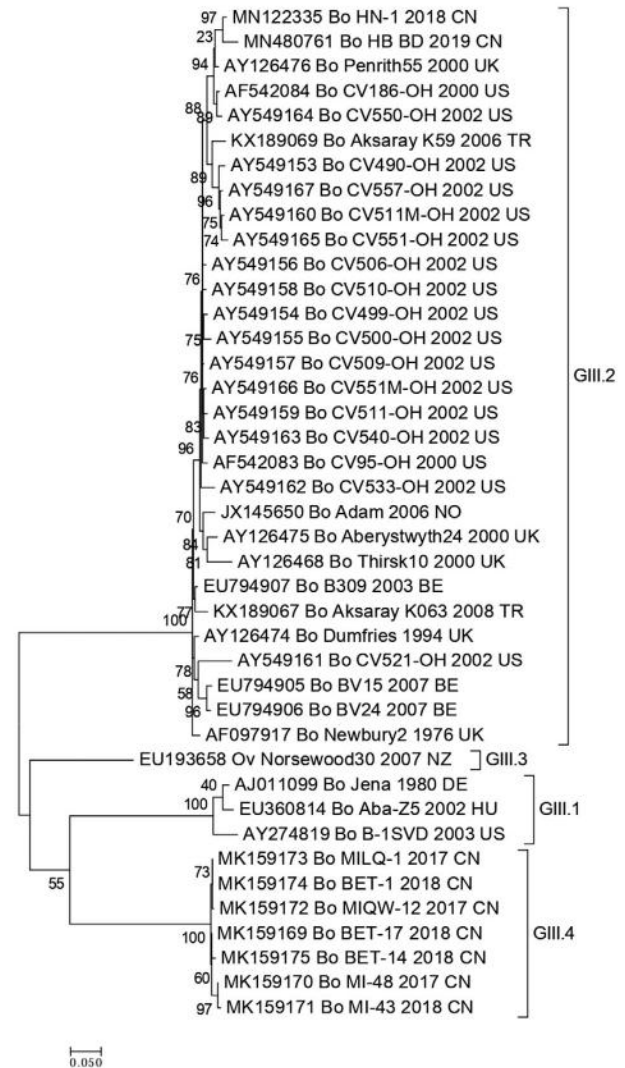 97 MN122335 Bo HN-1 2018 CN
23 MN480761 Bo HB BD 2019 CN
94 AY126476 Bo Penrith55 2000 UK
AF542084 Bo CV186-OH 2000 US
88 89 AY549164 Bo CV550-OH 2002 US
KX189069 Bo Aksaray K59 2006 TR
AY549153 Bo CV490-OH 2002 US
89 AY549167 Bo CV557-OH 2002 US
96 AY549160 Bo CV511M-OH 2002 US
75
74 AY549165 Bo CV551-OH 2002 US
AY549156 Bo CV506-OH 2002 US
76
AY549158 Bo CV510-OH 2002 US
AY549154 Bo CV499-OH 2002 US
75 AY549155 Bo CV500-OH 2002 US
AY549157 Bo CV509-OH 2002 US
GIII.2
76
AY549166 Bo CV551M-OH 2002 US
AY549159 Bo CV511-OH 2002 US
83
AY549163 Bo CV540-OH 2002 US
96
AF542083 Bo CV95-OH 2000 US
AY549162 Bo CV533-OH 2002 US
70 JX145650 Bo Adam 2006 NO
AY126475 Bo Aberystwyth24 2000 UK
84
81 AY126468 Bo Thirsk10 2000 UK
EU794907 Bo B309 2003 BE
77 KX189067 Bo Aksaray K063 2008 TR
100
AY126474 Bo Dumfries 1994 UK
AY549161 Bo CV521-OH 2002 US
78
EU794905 Bo BV15 2007 BE
58
EU794906 Bo BV24 2007 BE
96
AF097917 Bo Newbury2 1976 UK
EU193658 Ov Norsewood30 2007 NZ GIII.3
40 AJ011099 Bo Jena 1980 DE
100 EU360814 Bo Aba-Z5 2002 HU GIII.1
AY274819 Bo B-1SVD 2003 US
73 MK159173 Bo MILQ-1 2017 CN
MK159174 Bo BET-1 2018 CN
55
MK159172 Bo MIQW-12 2017 CN
100 MK159169 Bo BET-17 2018 CN GIII.4
MK159175 Bo BET-14 2018 CN
60 MK159170 Bo MI-48 2017 CN
97 MK159171 Bo MI-43 2018 CN
0.050